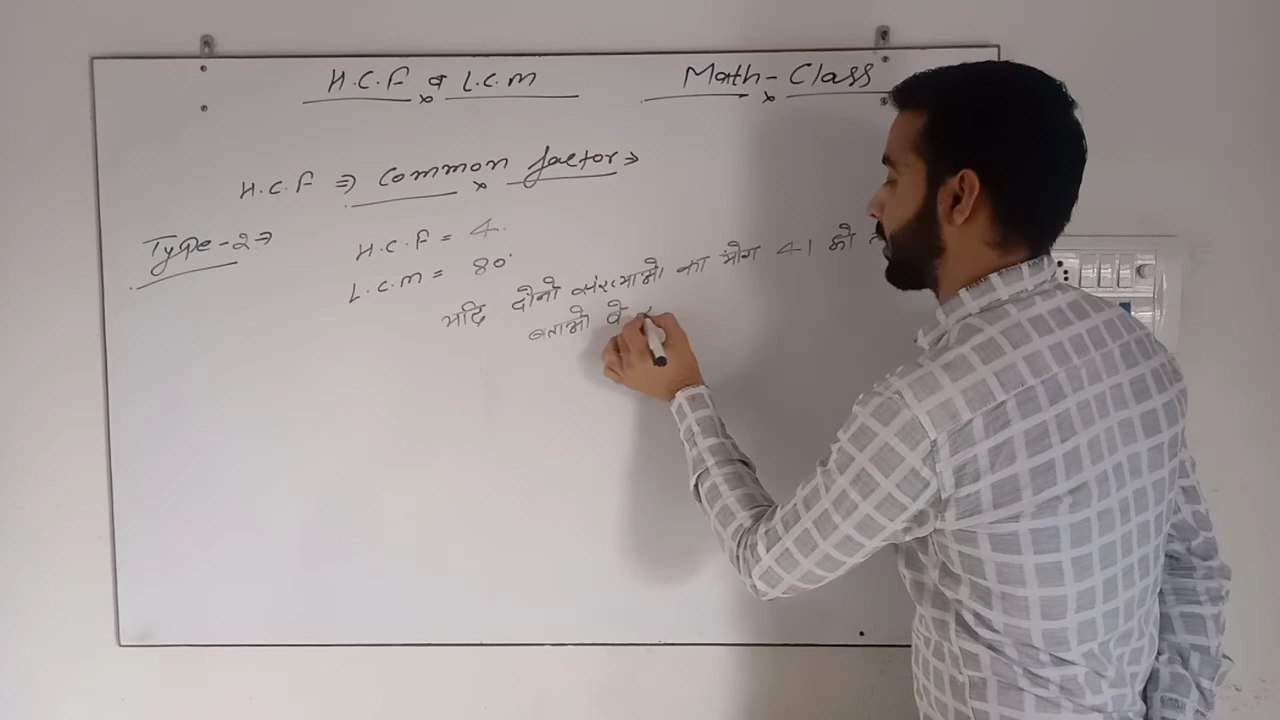 H.C.F व L.C.M
Math - Class
H.C.F ⇒ Common factor →
Type-2 →
H.C.F = 4
L.C.M = 80
यदि दोनो संख्याओ का योग 41 हो
बताओ वे